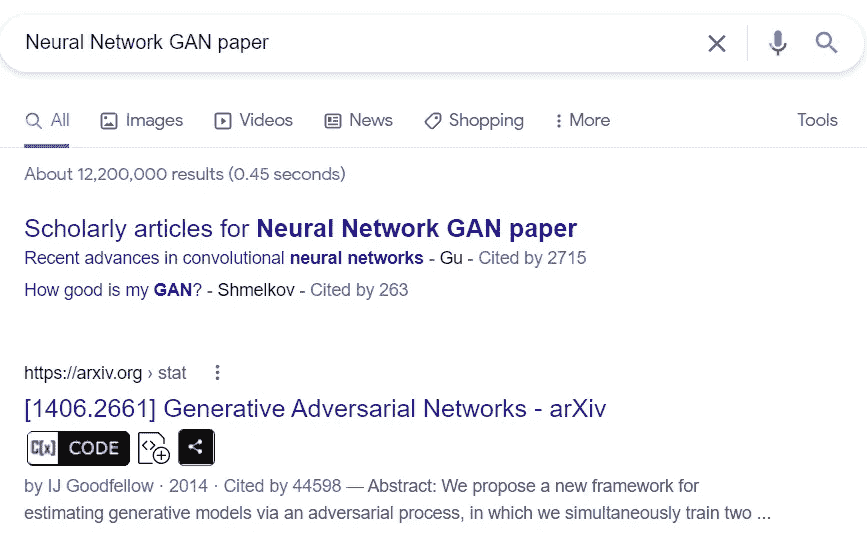 Neural Network GAN paper
All Images Videos News Shopping More Tools
About 12,200,000 results (0.45 seconds)
Scholarly articles for Neural Network GAN paper
Recent advances in convolutional neural networks - Gu - Cited by 2715
How good is my GAN? - Shmelkov - Cited by 263
https://arxiv.org › stat
[1406.2661] Generative Adversarial Networks - arXiv
C[x] CODE
by IJ Goodfellow · 2014 · Cited by 44598 — Abstract: We propose a new framework for
estimating generative models via an adversarial process, in which we simultaneously train two ...